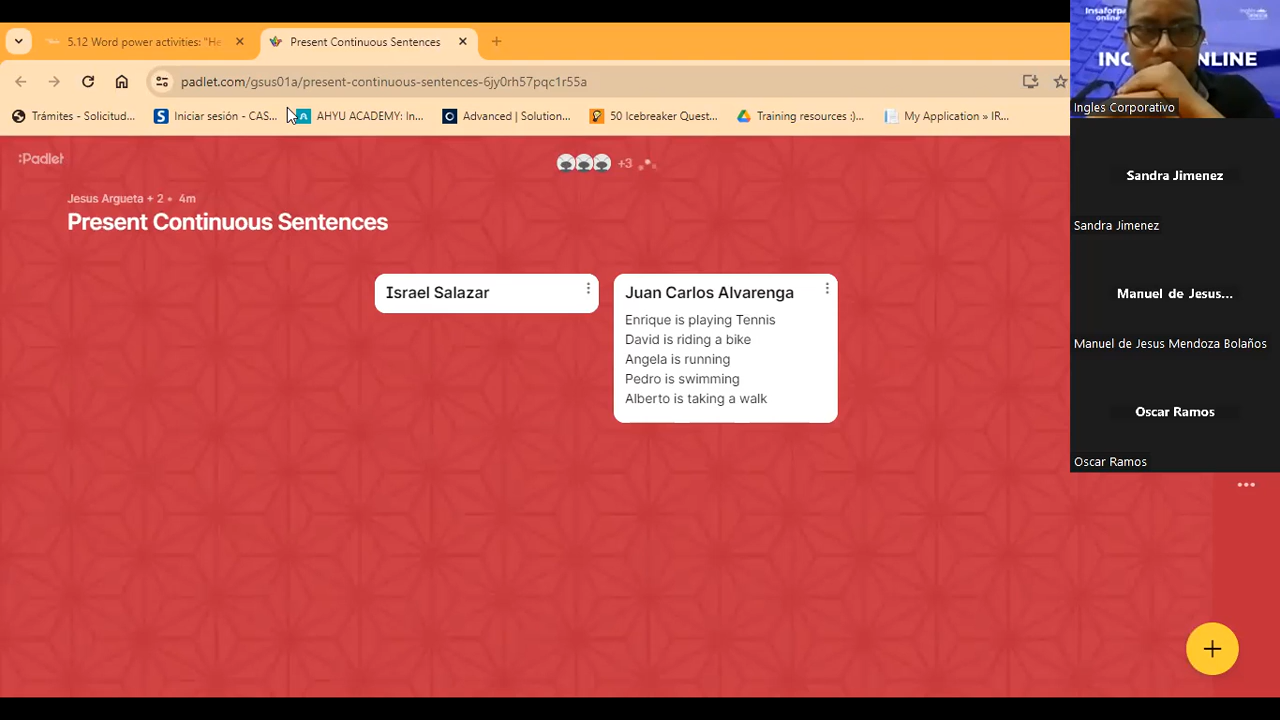 5.12 Word power activities: "He
Present Continuous Sentences
padlet.com/gsus01a/present-continuous-sentences-6jy0rh57pqc1r55a
Trámites - Solicitud...
Iniciar sesión - CAS...
AHYU ACADEMY: In...
Advanced | Solution...
50 Icebreaker Quest...
Training resources :)...
My Application » IR...
:Padlet
+3
Jesus Argueta + 2 • 4m
Present Continuous Sentences
Israel Salazar
Juan Carlos Alvarenga
Enrique is playing Tennis
David is riding a bike
Angela is running
Pedro is swimming
Alberto is taking a walk
online
Ingles Corporativo
Sandra Jimenez
Sandra Jimenez
Manuel de Jesus...
Manuel de Jesus Mendoza Bolaños
Oscar Ramos
Oscar Ramos